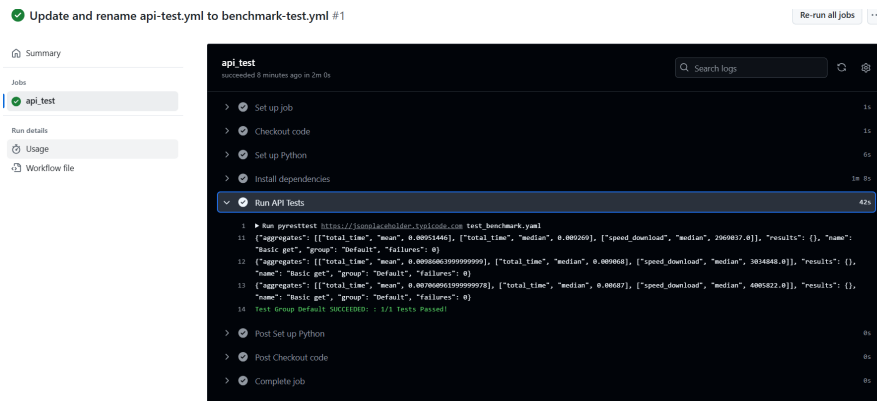 Update and rename api-test.yml to benchmark-test.yml #1
Re-run all jobs
Summary
Jobs
api_test
Run details
Usage
Workflow file
api_test
succeeded 8 minutes ago in 2m 0s
Search logs
Set up job 1s
Checkout code 1s
Set up Python 6s
Install dependencies 1m 8s
Run API Tests 42s
1 Run pyresttest https://jsonplaceholder.typicode.com test_benchmark.yaml
11 {"aggregates": [["total_time", "mean", 0.00951446], ["total_time", "median", 0.009269], ["speed_download", "median", 2969037.0]], "results": {}, "name":
"Basic get", "group": "Default", "failures": 0}
12 {"aggregates": [["total_time", "mean", 0.00986063999999999], ["total_time", "median", 0.009068], ["speed_download", "median", 3034848.0]], "results": {},
"name": "Basic get", "group": "Default", "failures": 0}
13 {"aggregates": [["total_time", "mean", 0.007060961999999978], ["total_time", "median", 0.00687], ["speed_download", "median", 4005822.0]], "results": {},
"name": "Basic get", "group": "Default", "failures": 0}
14 Test Group Default SUCCEEDED: : 1/1 Tests Passed!
Post Set up Python 0s
Post Checkout code 0s
Complete job 0s